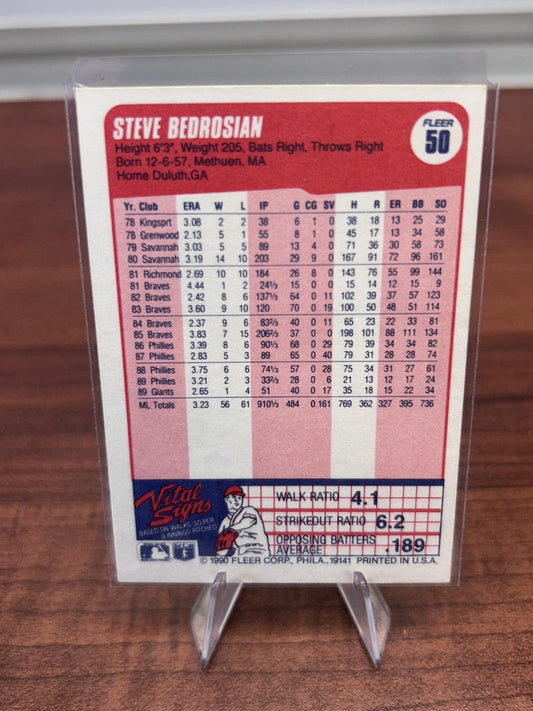 STEVE BEDROSIAN
FLEER
50
Height 6'3", Weight 205, Bats Right, Throws Right
Born 12-6-57, Methuen, MA
Home Duluth,GA
Yr. Club ERA W L IP G CG SV H R ER BB SO
78 Kingsprt 3.08 2 2 38 6 1 0 38 18 13 25 29
78 Grenwood 2.13 5 1 55 8 1 0 45 17 13 34 58
79 Savannah 3.03 5 5 89 13 4 0 71 36 30 58 73
80 Savannah 3.19 14 10 203 29 9 0 167 91 72 96 161
81 Richmond 2.69 10 10 184 26 8 0 143 76 55 99 144
81 Braves 4.44 1 2 24⅓ 15 0 0 15 14 12 15 9
82 Braves 2.42 8 6 137⅔ 64 0 11 102 39 37 57 123
83 Braves 3.60 9 10 120 70 0 19 100 50 48 51 114
84 Braves 2.37 9 6 83⅔ 40 0 11 65 23 22 33 81
85 Braves 3.83 7 15 206⅔ 37 0 0 198 101 88 111 134
86 Phillies 3.39 8 6 90⅓ 68 0 29 79 39 34 34 82
87 Phillies 2.83 5 3 89 65 0 40 79 31 28 28 74
88 Phillies 3.75 6 6 74⅓ 57 0 28 75 34 31 27 61
89 Phillies 3.21 2 3 33⅔ 28 0 6 21 13 12 17 24
89 Giants 2.65 1 4 51 40 0 17 35 18 15 22 34
ML Totals 3.23 56 61 910⅓ 484 0 161 769 362 327 395 736
Vital Signs
BASED ON WALKS/SO PER
9 INNINGS PITCHED
WALK RATIO 4.1
STRIKEOUT RATIO 6.2
OPPOSING BATTERS
AVERAGE .189
© 1990 FLEER CORP., PHILA., 19141 PRINTED IN U.S.A.